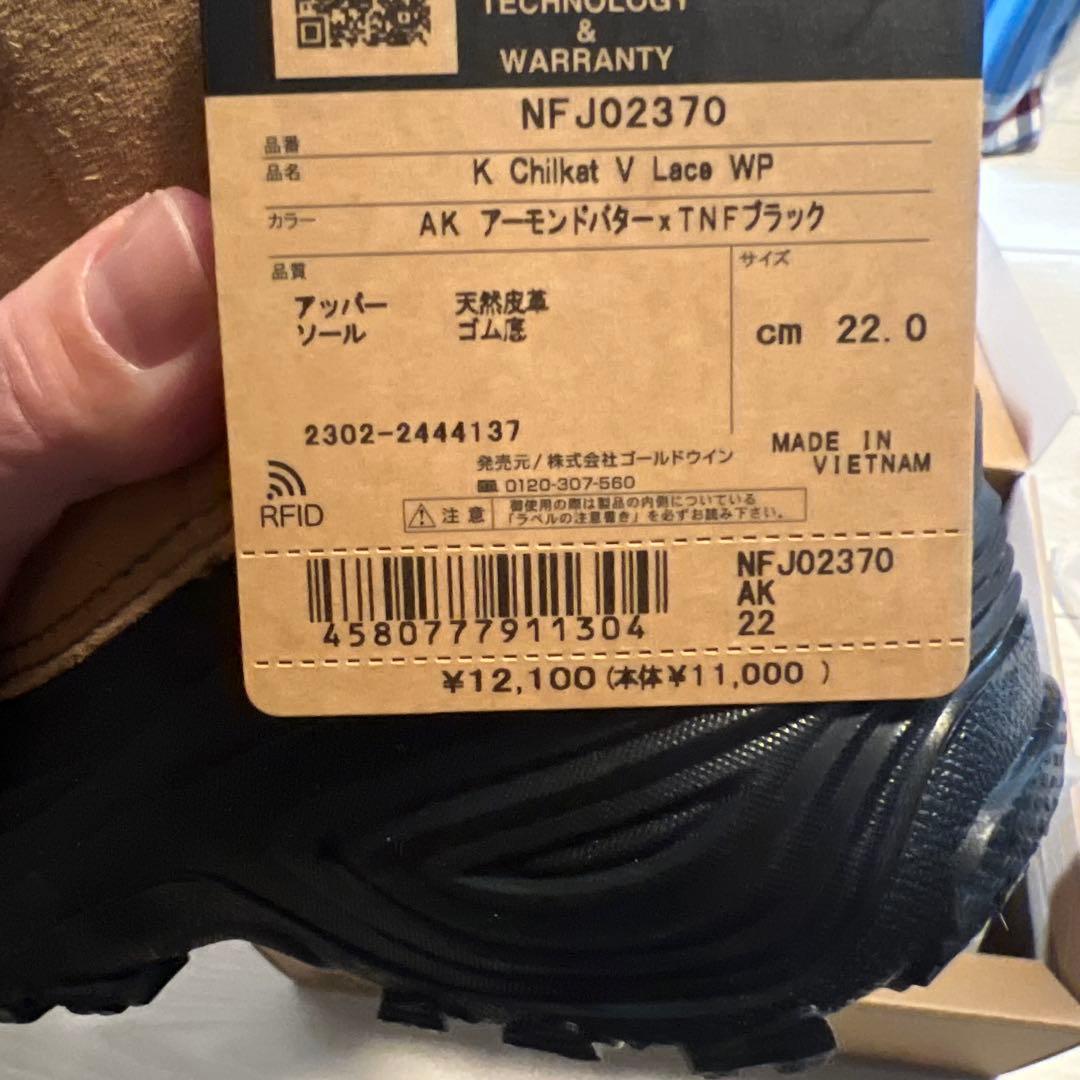 TECHNOLOGY
&
WARRANTY
品番 NFJ02370
品名 K Chilkat V Lace WP
カラー AK アーモンドバター×TNFブラック
品質 サイズ
アッパー 天然皮革
ソール ゴム底
cm 22.0
2302-2444137
MADE IN
VIETNAM
発売元/株式会社ゴールドウイン
0120-307-560
RFID
注意 御使用の際は製品の内側についている
「ラベルの注意書き」を必ずお読み下さい。
4580777911304
NFJ02370
AK
22
¥12,100(本体¥11,000 )